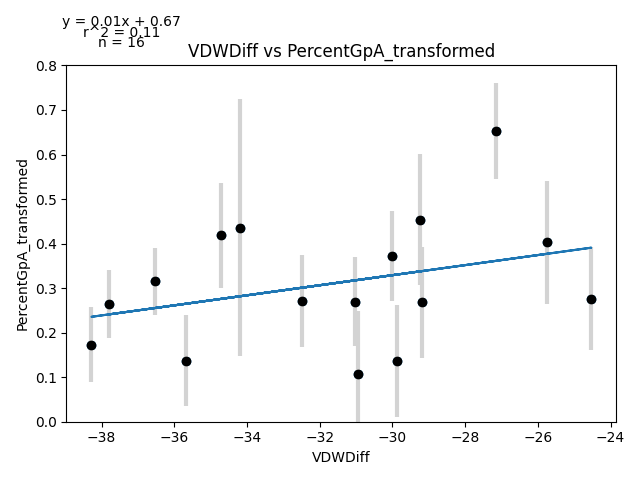 y = 0.01x + 0.67
r^2 = 0.11
n = 16
VDWDiff vs PercentGpA_transformed
PercentGpA_transformed
0.8
0.7
0.6
0.5
0.4
0.3
0.2
0.1
0.0
−38
−36
−34
−32
−30
−28
−26
−24
VDWDiff